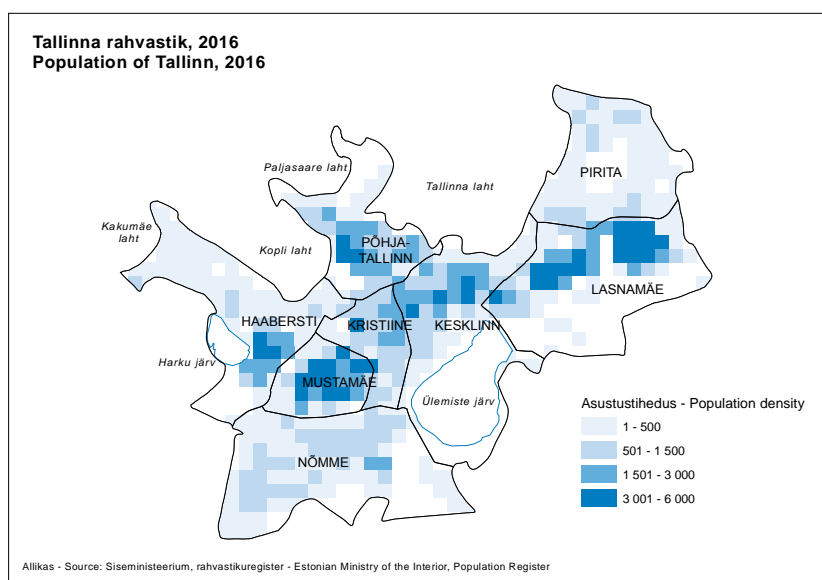 Tallinna rahvastik, 2016
Population of Tallinn, 2016
Paljasaare laht
Tallinna laht
PIRITA
Kakumäe
laht
Kopli laht
PÕHJA-
TALLINN
LASNAMÄE
HAABERSTI
KRISTIINE
KESKLINN
Harku järv
MUSTAMÄE
Ülemiste järv
NÕMME
Asustustihedus - Population density
1 - 500
501 - 1 500
1 501 - 3 000
3 001 - 6 000
Allikas - Source: Siseministeerium, rahvastikuregister - Estonian Ministry of the Interior, Population Register